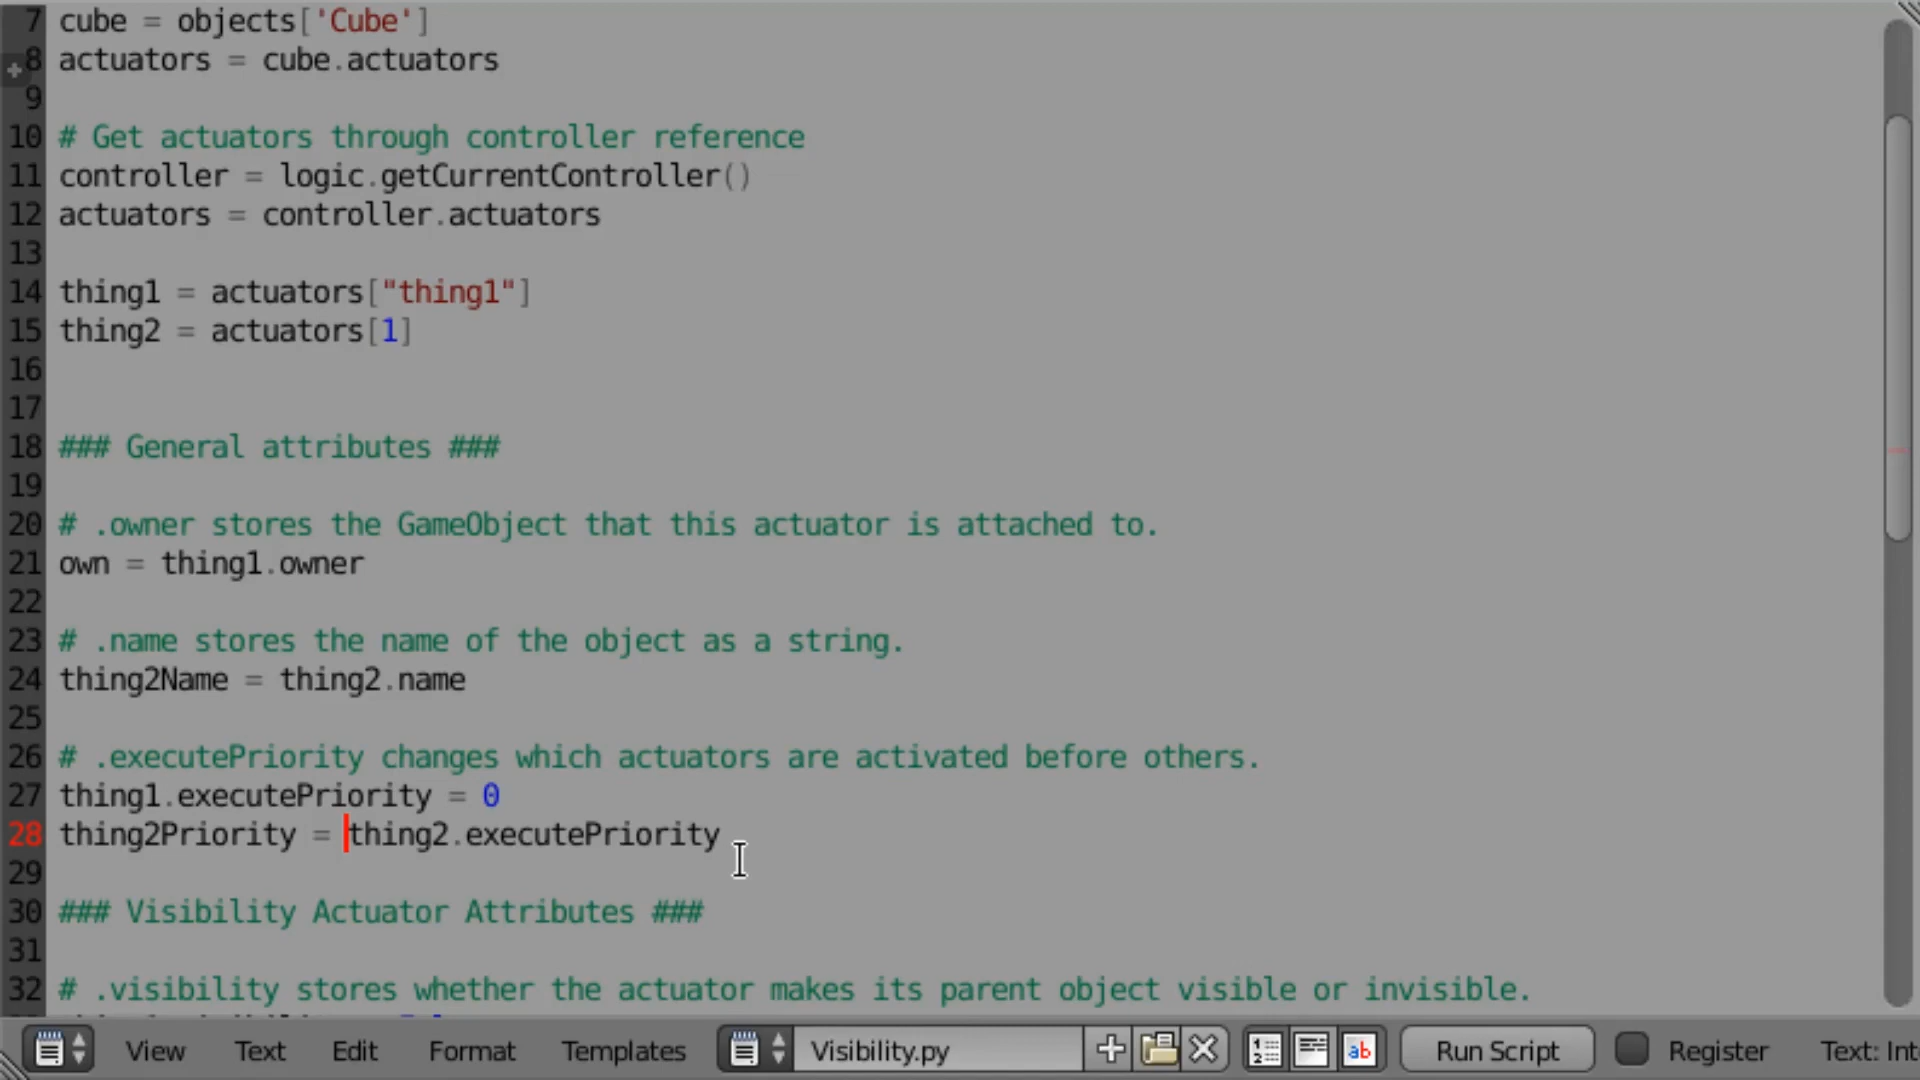 7 cube = objects['Cube']
8 actuators = cube.actuators
9
10 # Get actuators through controller reference
11 controller = logic.getCurrentController()
12 actuators = controller.actuators
13
14 thing1 = actuators["thing1"]
15 thing2 = actuators[1]
16
17
18 ### General attributes ###
19
20 # .owner stores the GameObject that this actuator is attached to.
21 own = thing1.owner
22
23 # .name stores the name of the object as a string.
24 thing2Name = thing2.name
25
26 # .executePriority changes which actuators are activated before others.
27 thing1.executePriority = 0
28 thing2Priority = thing2.executePriority
29
30 ### Visibility Actuator Attributes ###
31
32 # .visibility stores whether the actuator makes its parent object visible or invisible.
View Text Edit Format Templates Visibility.py Run Script Register Text: Int